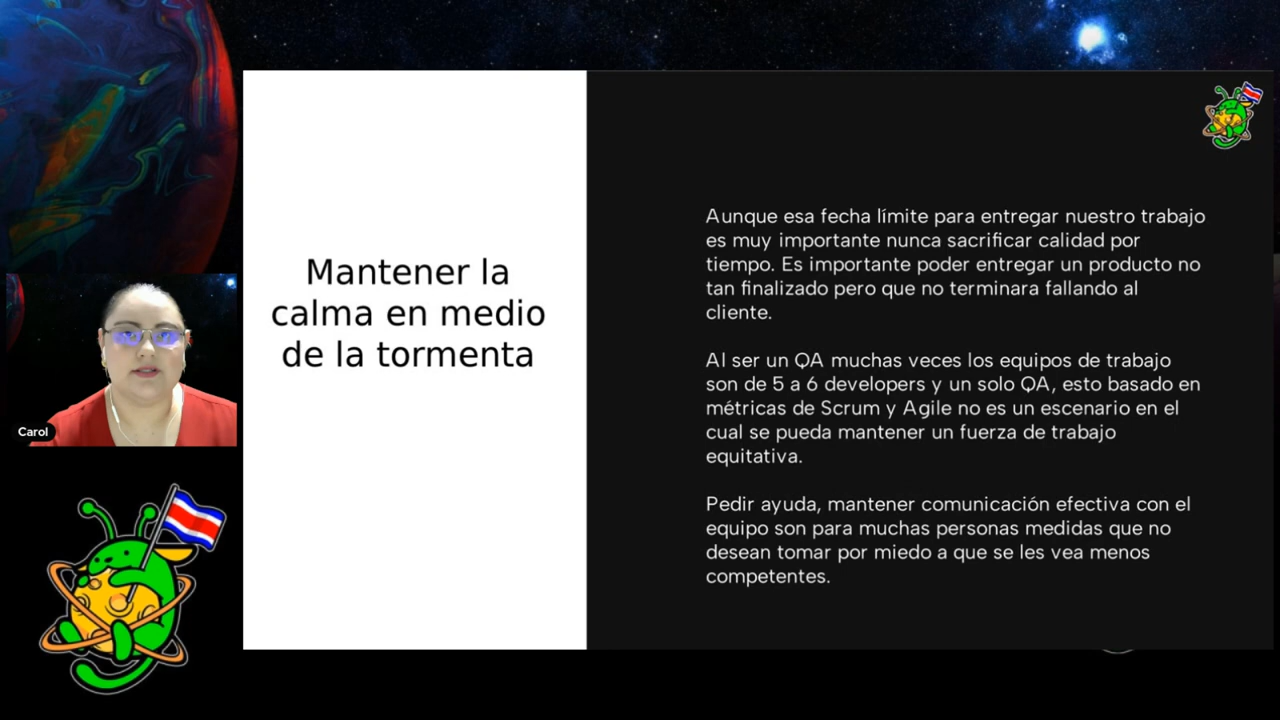 Mantener la
calma en medio
de la tormenta
Aunque esa fecha límite para entregar nuestro trabajo
es muy importante nunca sacrificar calidad por
tiempo. Es importante poder entregar un producto no
tan finalizado pero que no terminara fallando al
cliente.
Al ser un QA muchas veces los equipos de trabajo
son de 5 a 6 developers y un solo QA, esto basado en
métricas de Scrum y Agile no es un escenario en el
cual se pueda mantener un fuerza de trabajo
equitativa.
Pedir ayuda, mantener comunicación efectiva con el
equipo son para muchas personas medidas que no
desean tomar por miedo a que se les vea menos
competentes.
Carol